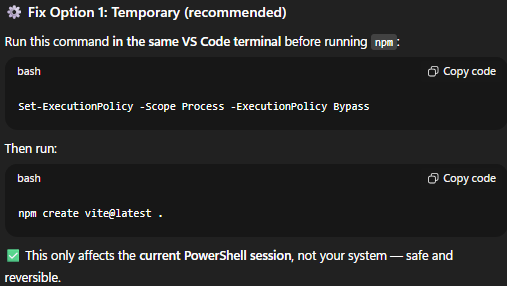 ⚙️ Fix Option 1: Temporary (recommended)
Run this command in the same VS Code terminal before running npm:
bash
Copy code
Set-ExecutionPolicy -Scope Process -ExecutionPolicy Bypass
Then run:
bash
Copy code
npm create vite@latest .
✅ This only affects the current PowerShell session, not your system — safe and
reversible.